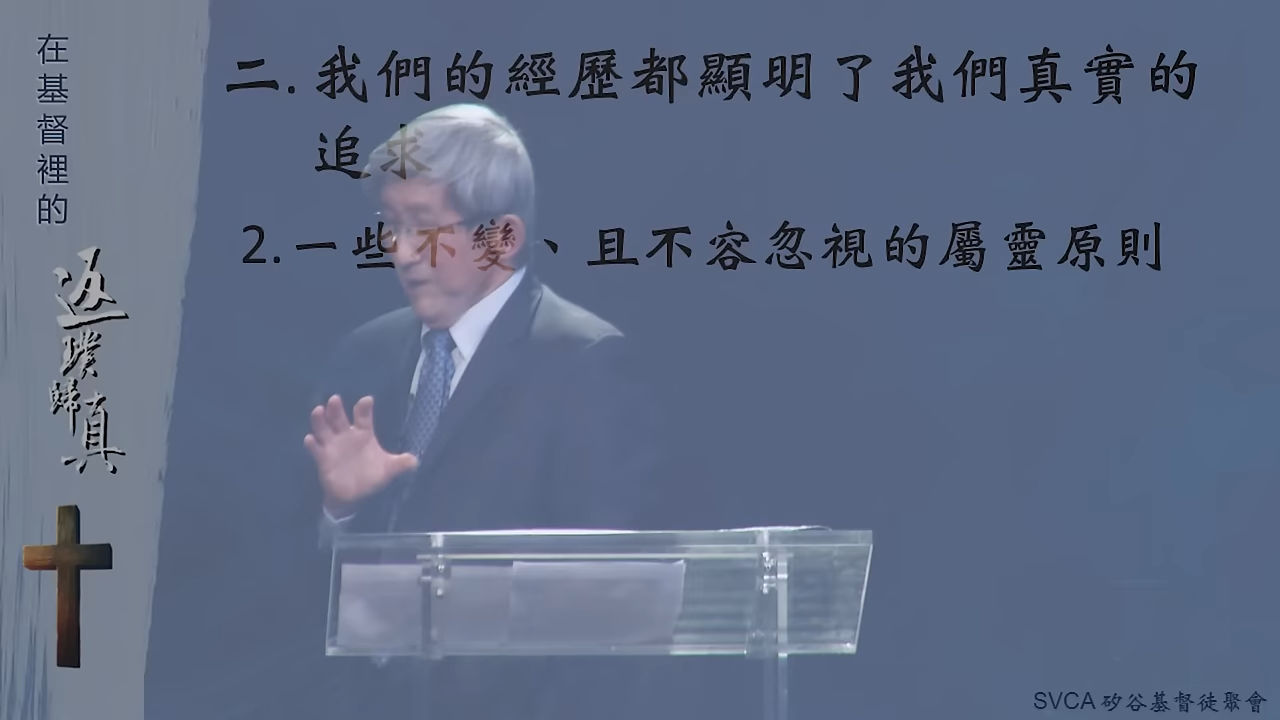 在基督裡的
返璞歸真
二. 我們的經歷都顯明了我們真實的
追求
2. 一些不變、且不容忽視的屬靈原則
SVCA 矽谷基督徒聚會